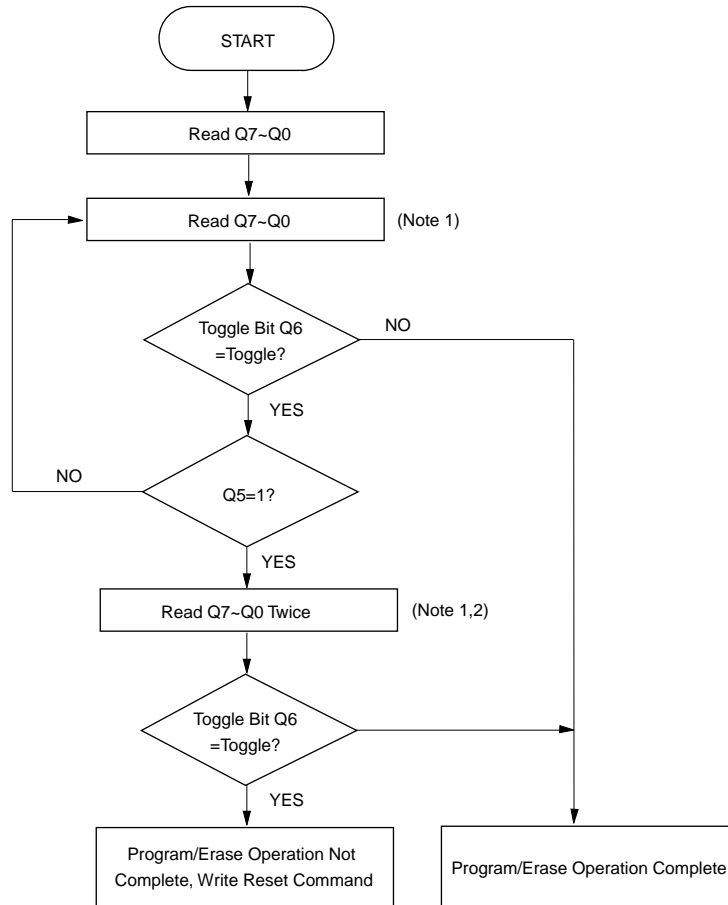 START
Read Q7~Q0
Read Q7~Q0
(Note 1)
Toggle Bit Q6
=Toggle?
NO
YES
NO
Q5=1?
YES
Read Q7~Q0 Twice
(Note 1,2)
Toggle Bit Q6
=Toggle?
YES
Program/Erase Operation Not
Complete, Write Reset Command
Program/Erase Operation Complete